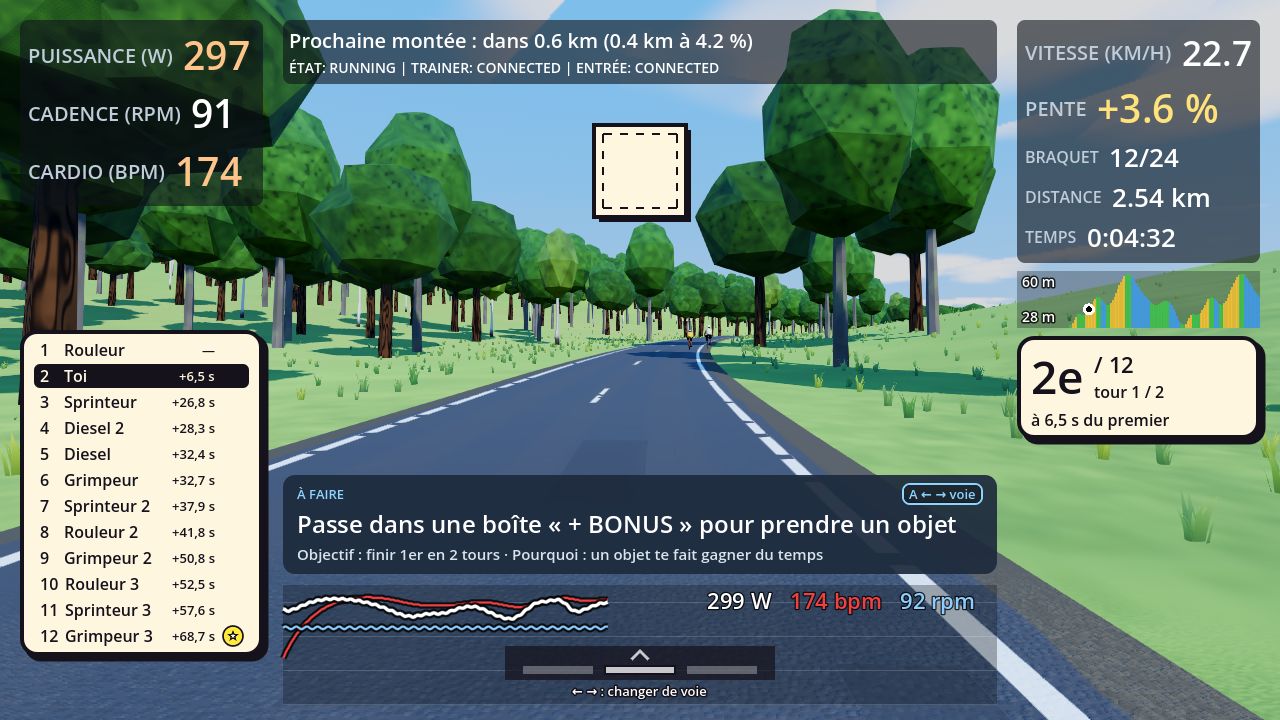 PUISSANCE (W) 297
CADENCE (RPM) 91
CARDIO (BPM) 174
Prochaine montée : dans 0.6 km (0.4 km à 4.2 %)
ÉTAT: RUNNING | TRAINER: CONNECTED | ENTRÉE: CONNECTED
VITESSE (KM/H) 22.7
PENTE +3.6 %
BRAQUET 12/24
DISTANCE 2.54 km
TEMPS 0:04:32
60 m
28 m
2e / 12
tour 1 / 2
à 6,5 s du premier
1 Rouleur —
2 Toi +6,5 s
3 Sprinteur +26,8 s
4 Diesel 2 +28,3 s
5 Diesel +32,4 s
6 Grimpeur +32,7 s
7 Sprinteur 2 +37,9 s
8 Rouleur 2 +41,8 s
9 Grimpeur 2 +50,8 s
10 Rouleur 3 +52,5 s
11 Sprinteur 3 +57,6 s
12 Grimpeur 3 +68,7 s
À FAIRE
A ← → voie
Passe dans une boîte « + BONUS » pour prendre un objet
Objectif : finir 1er en 2 tours · Pourquoi : un objet te fait gagner du temps
299 W 174 bpm 92 rpm
← → : changer de voie